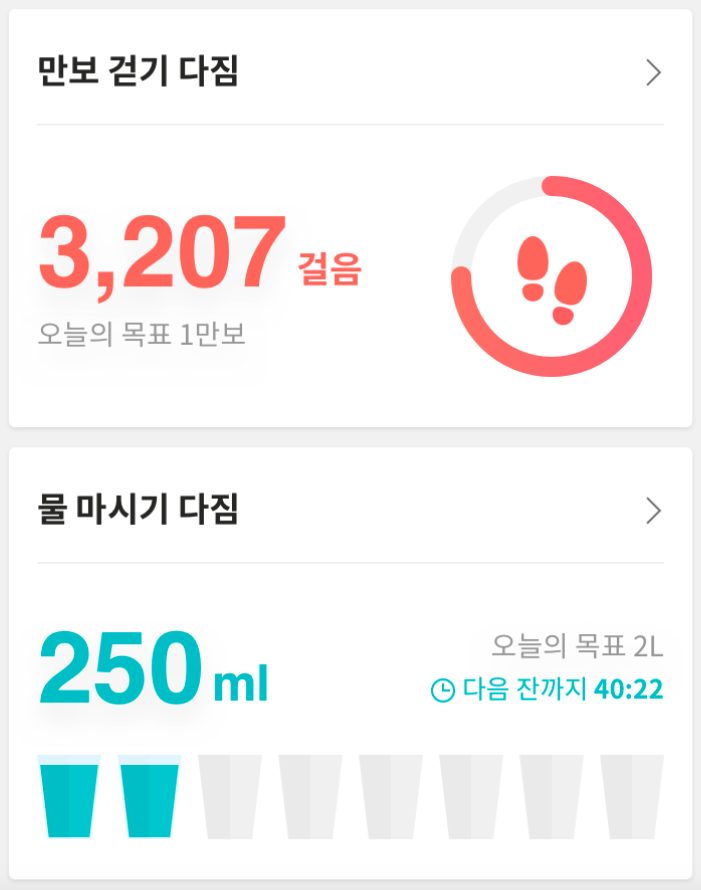 만보 걷기 다짐
3,207 걸음
오늘의 목표 1만보
물 마시기 다짐
250 ml
오늘의 목표 2L
다음 잔까지 40:22